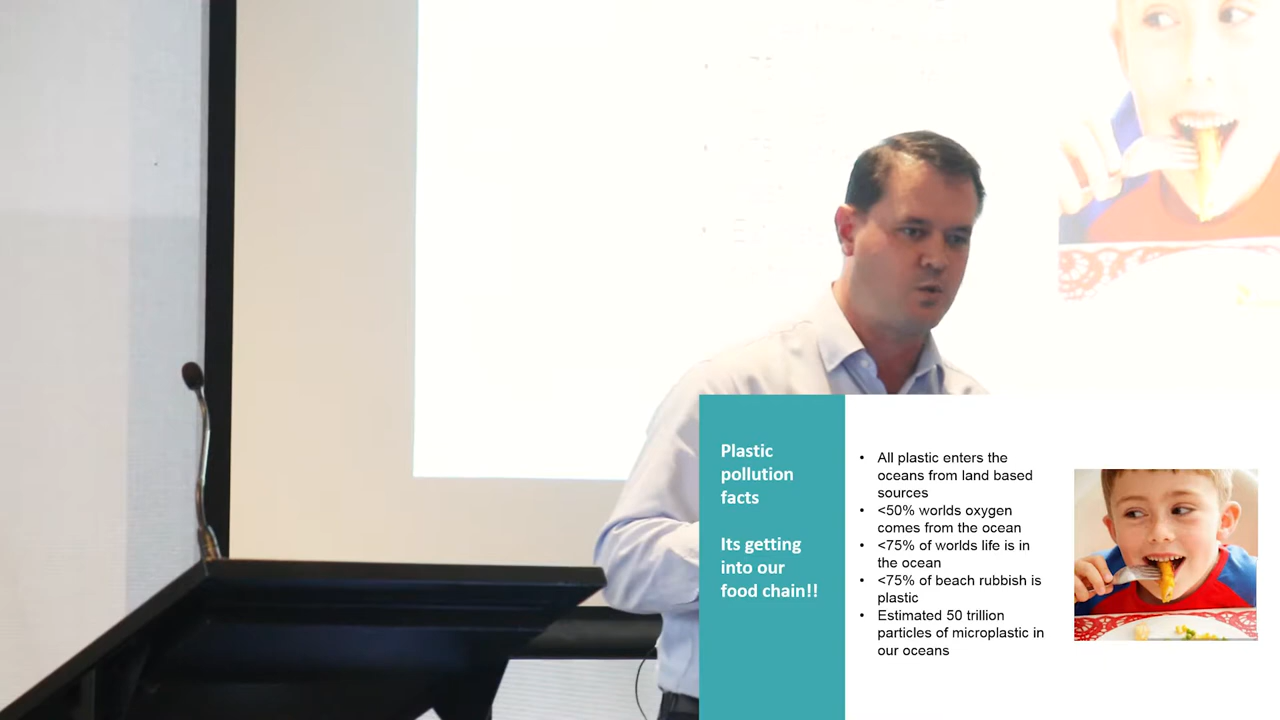 Plastic
pollution
facts
Its getting
into our
food chain!!
• All plastic enters the
oceans from land based
sources
• <50% worlds oxygen
comes from the ocean
• <75% of worlds life is in
the ocean
• <75% of beach rubbish is
plastic
• Estimated 50 trillion
particles of microplastic in
our oceans